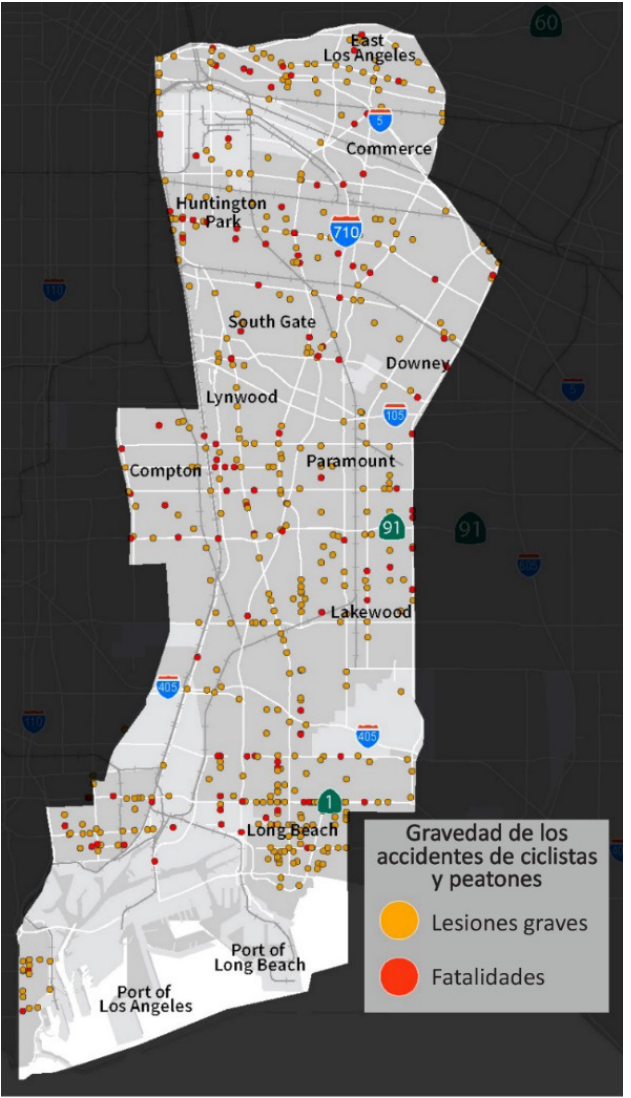 60
East
Los Angeles
5
Commerce
Huntington
Park
710
110
South Gate
Downey
5
Lynwood
105
Compton
Paramount
91
91
605
Lakewood
405
110
405
1
Long Beach
Gravedad de los
accidentes de ciclistas
y peatones
Lesiones graves
Fatalidades
Port of
Long Beach
Port of
Los Angeles